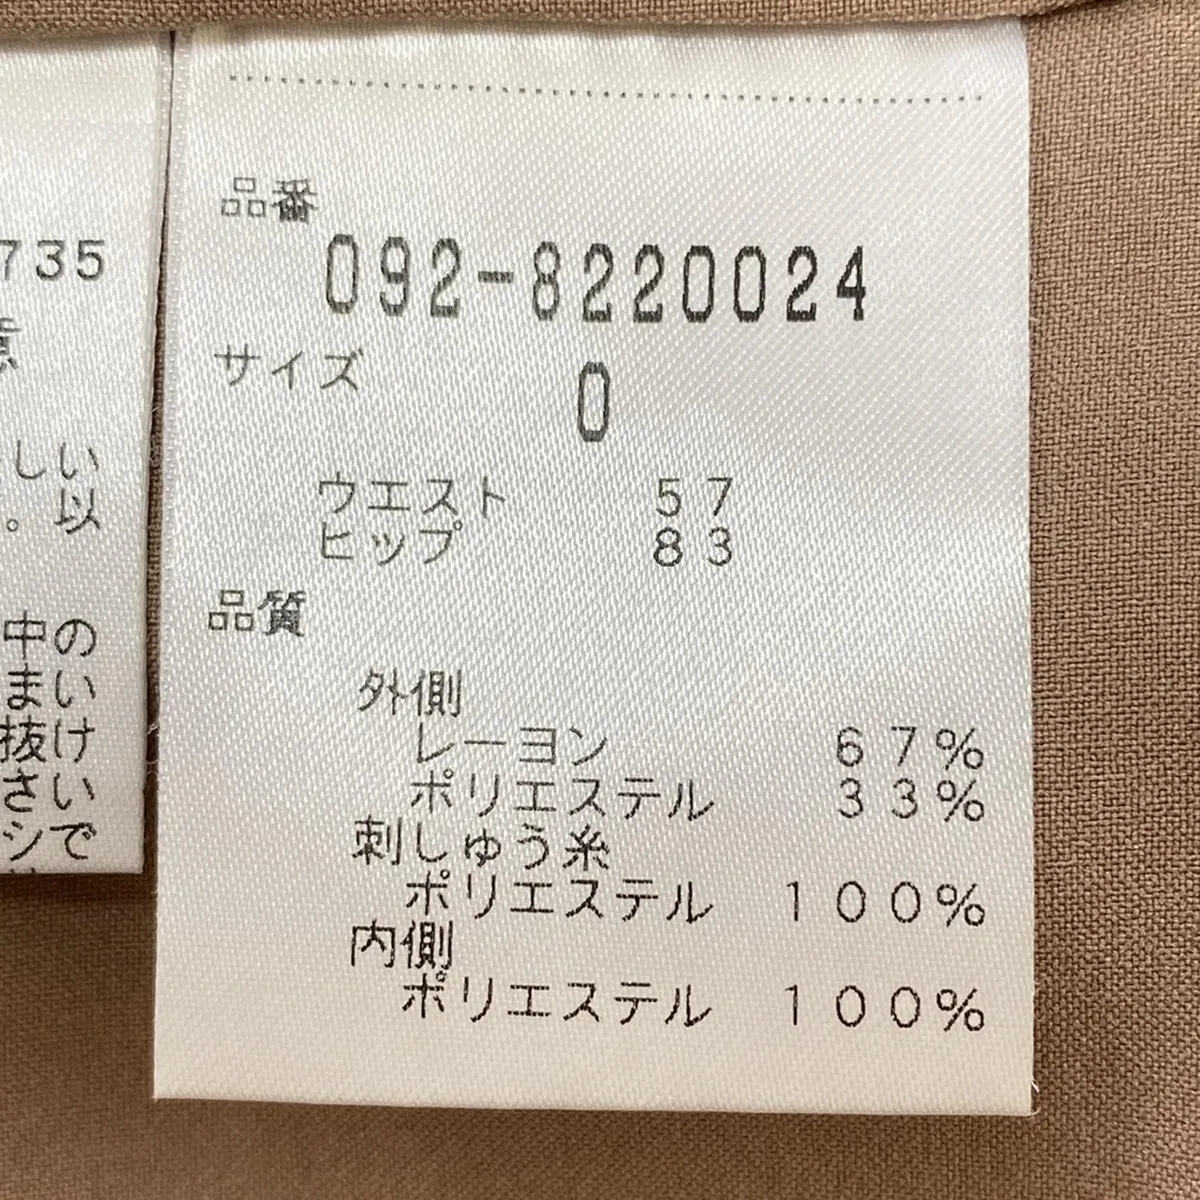 735
意
しい
。以
中の
まい
抜け
さい
シで
品番
092-8220024
サイズ 0
ウエスト 57
ヒップ 83
品質
外側
レーヨン 67%
ポリエステル 33%
刺しゅう糸
ポリエステル 100%
内側
ポリエステル 100%